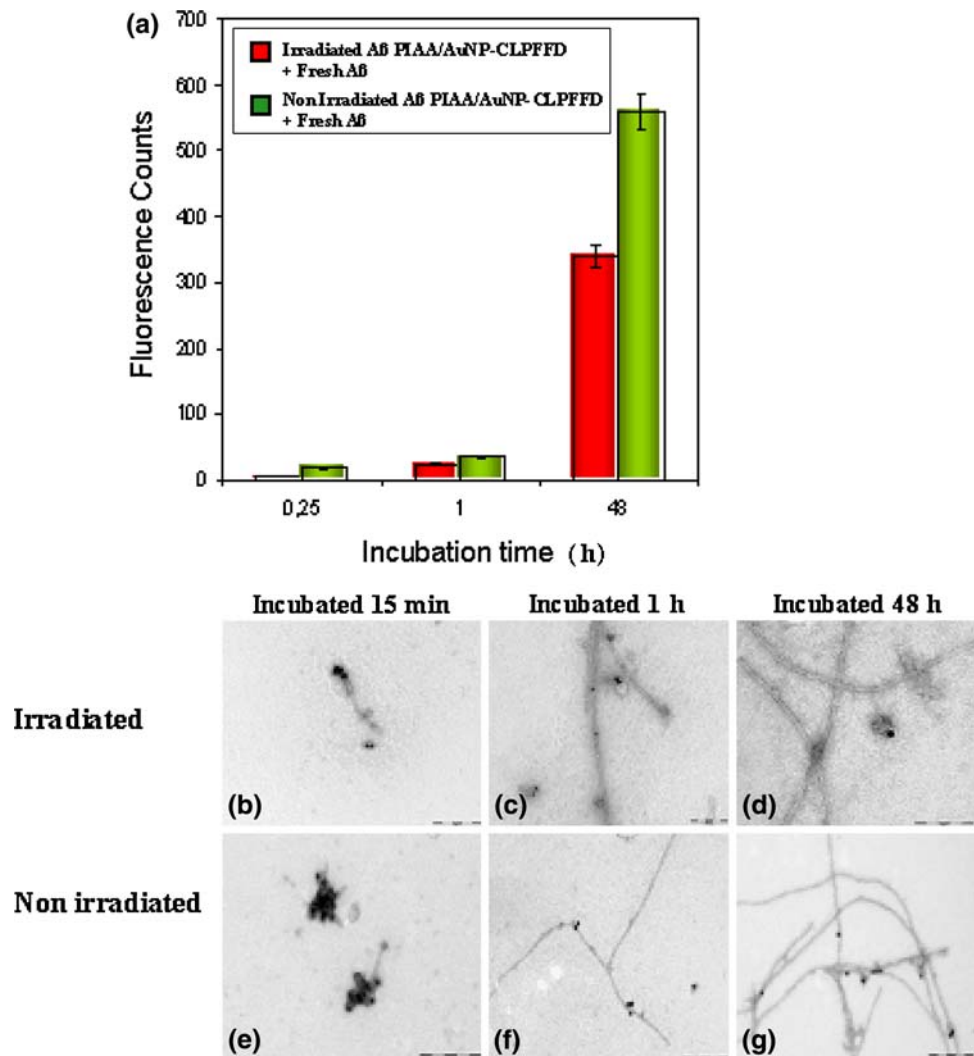 (a)
700
600
500
400
300
200
100
0
Fluorescence Counts
Irradiated Aß PIAA/AuNP-CLPFFD
+ Fresh Aß
Non Irradiated Aß PIAA/AuNP-CLPFFD
+ Fresh Aß
0,25
1
48
Incubation time (h)
Incubated 15 min
Incubated 1 h
Incubated 48 h
Irradiated
(b)
(c)
(d)
Non irradiated
(e)
(f)
(g)